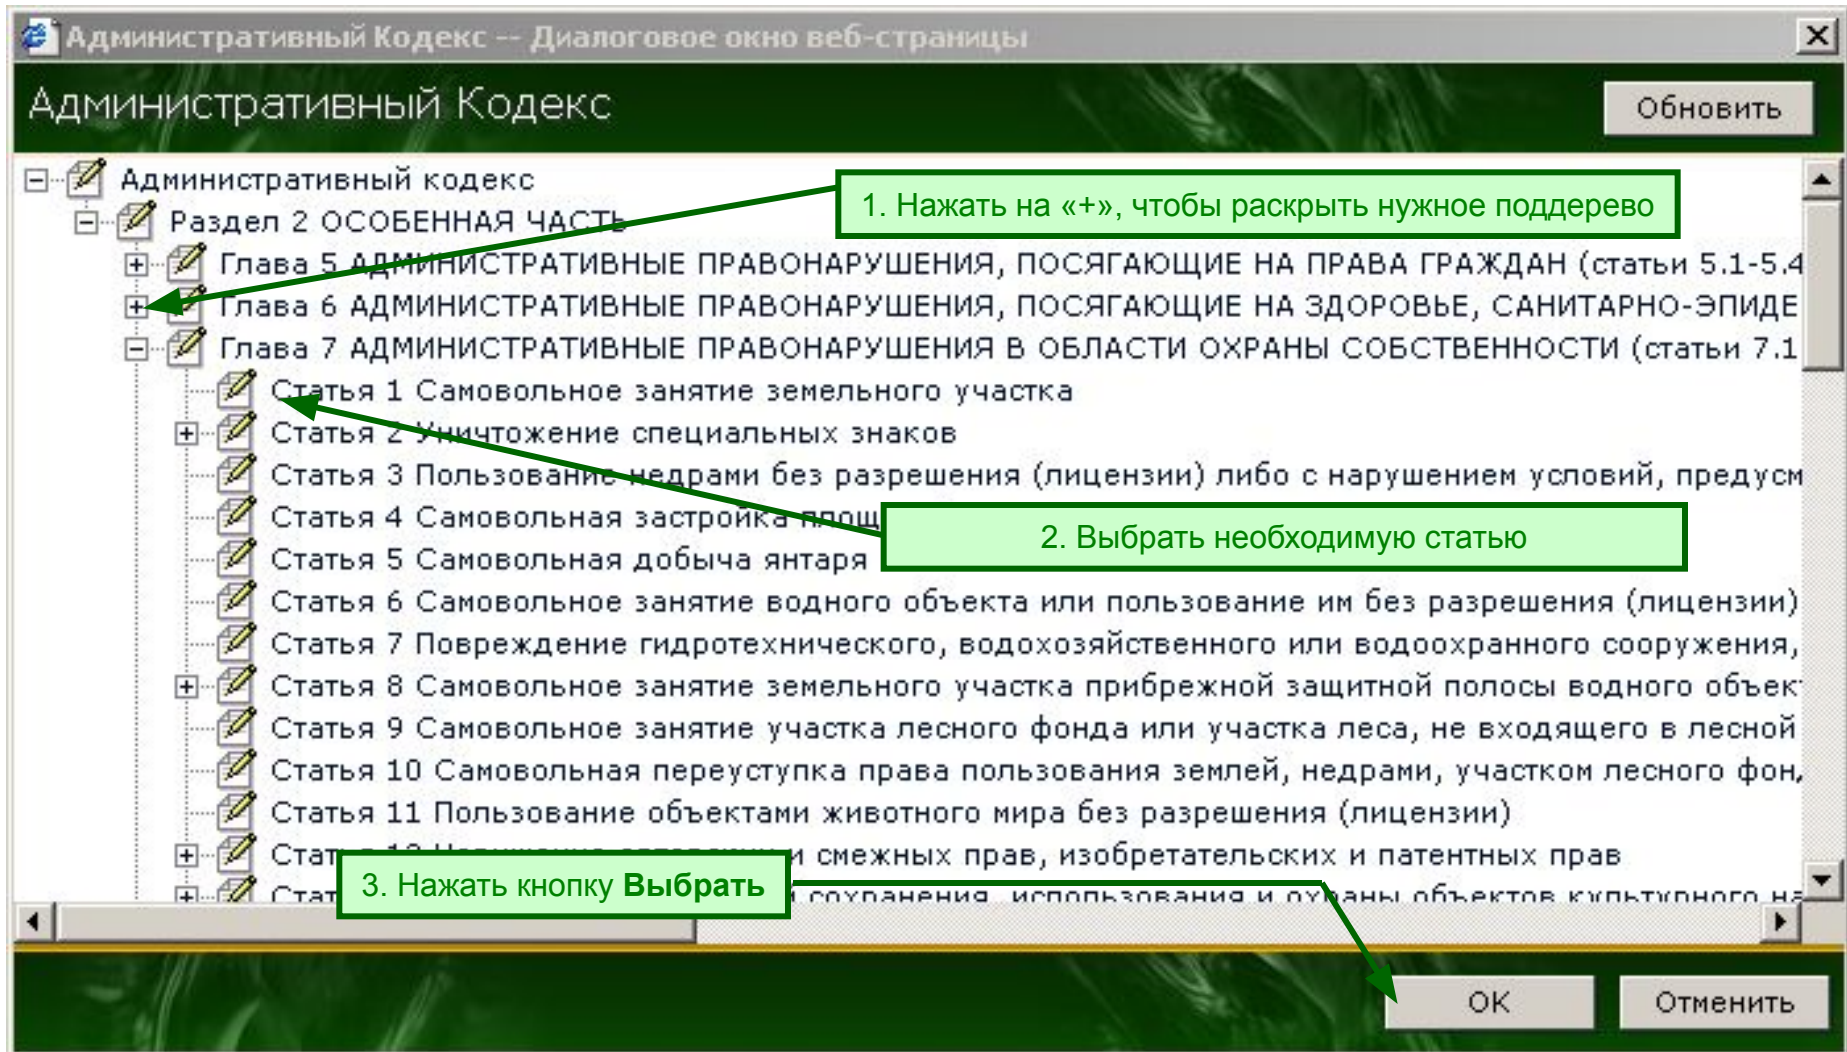 Административный Кодекс -- Диалоговое окно веб-страницы
Административный Кодекс
Обновить
Административный кодекс
1. Нажать на «+», чтобы раскрыть нужное поддерево
Раздел 2 ОСОБЕННАЯ ЧАСТЬ
Глава 5 АДМИНИСТРАТИВНЫЕ ПРАВОНАРУШЕНИЯ, ПОСЯГАЮЩИЕ НА ПРАВА ГРАЖДАН (статьи 5.1-5.4
Глава 6 АДМИНИСТРАТИВНЫЕ ПРАВОНАРУШЕНИЯ, ПОСЯГАЮЩИЕ НА ЗДОРОВЬЕ, САНИТАРНО-ЭПИДЕ
Глава 7 АДМИНИСТРАТИВНЫЕ ПРАВОНАРУШЕНИЯ В ОБЛАСТИ ОХРАНЫ СОБСТВЕННОСТИ (статьи 7.1
Статья 1 Самовольное занятие земельного участка
Статья 2 Уничтожение специальных знаков
Статья 3 Пользование недрами без разрешения (лицензии) либо с нарушением условий, предусм
Статья 4 Самовольная застройка площ
2. Выбрать необходимую статью
Статья 5 Самовольная добыча янтаря
Статья 6 Самовольное занятие водного объекта или пользование им без разрешения (лицензии)
Статья 7 Повреждение гидротехнического, водохозяйственного или водоохранного сооружения,
Статья 8 Самовольное занятие земельного участка прибрежной защитной полосы водного объек
Статья 9 Самовольное занятие участка лесного фонда или участка леса, не входящего в лесной
Статья 10 Самовольная переуступка права пользования землей, недрами, участком лесного фон
Статья 11 Пользование объектами животного мира без разрешения (лицензии)
и смежных прав, изобретательских и патентных прав
3. Нажать кнопку Выбрать
сохранения, использования и охраны объектов культурного на
OK
Отменить